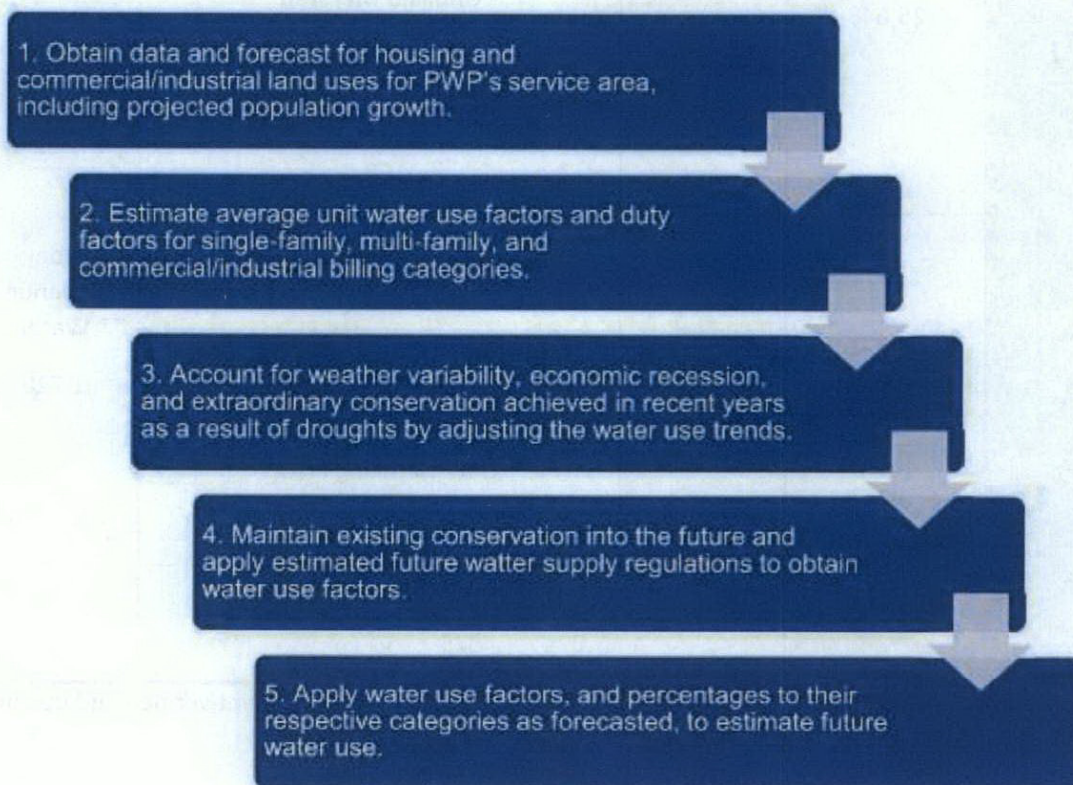 1. Obtain data and forecast for housing and
commercial/industrial land uses for PWP's service area,
including projected population growth.
2. Estimate average unit water use factors and duty
factors for single-family, multi-family, and
commercial/industrial billing categories.
3. Account for weather variability, economic recession,
and extraordinary conservation achieved in recent years
as a result of droughts by adjusting the water use trends.
4. Maintain existing conservation into the future and
apply estimated future watter supply regulations to obtain
water use factors.
5. Apply water use factors, and percentages to their
respective categories as forecasted, to estimate future
water use.